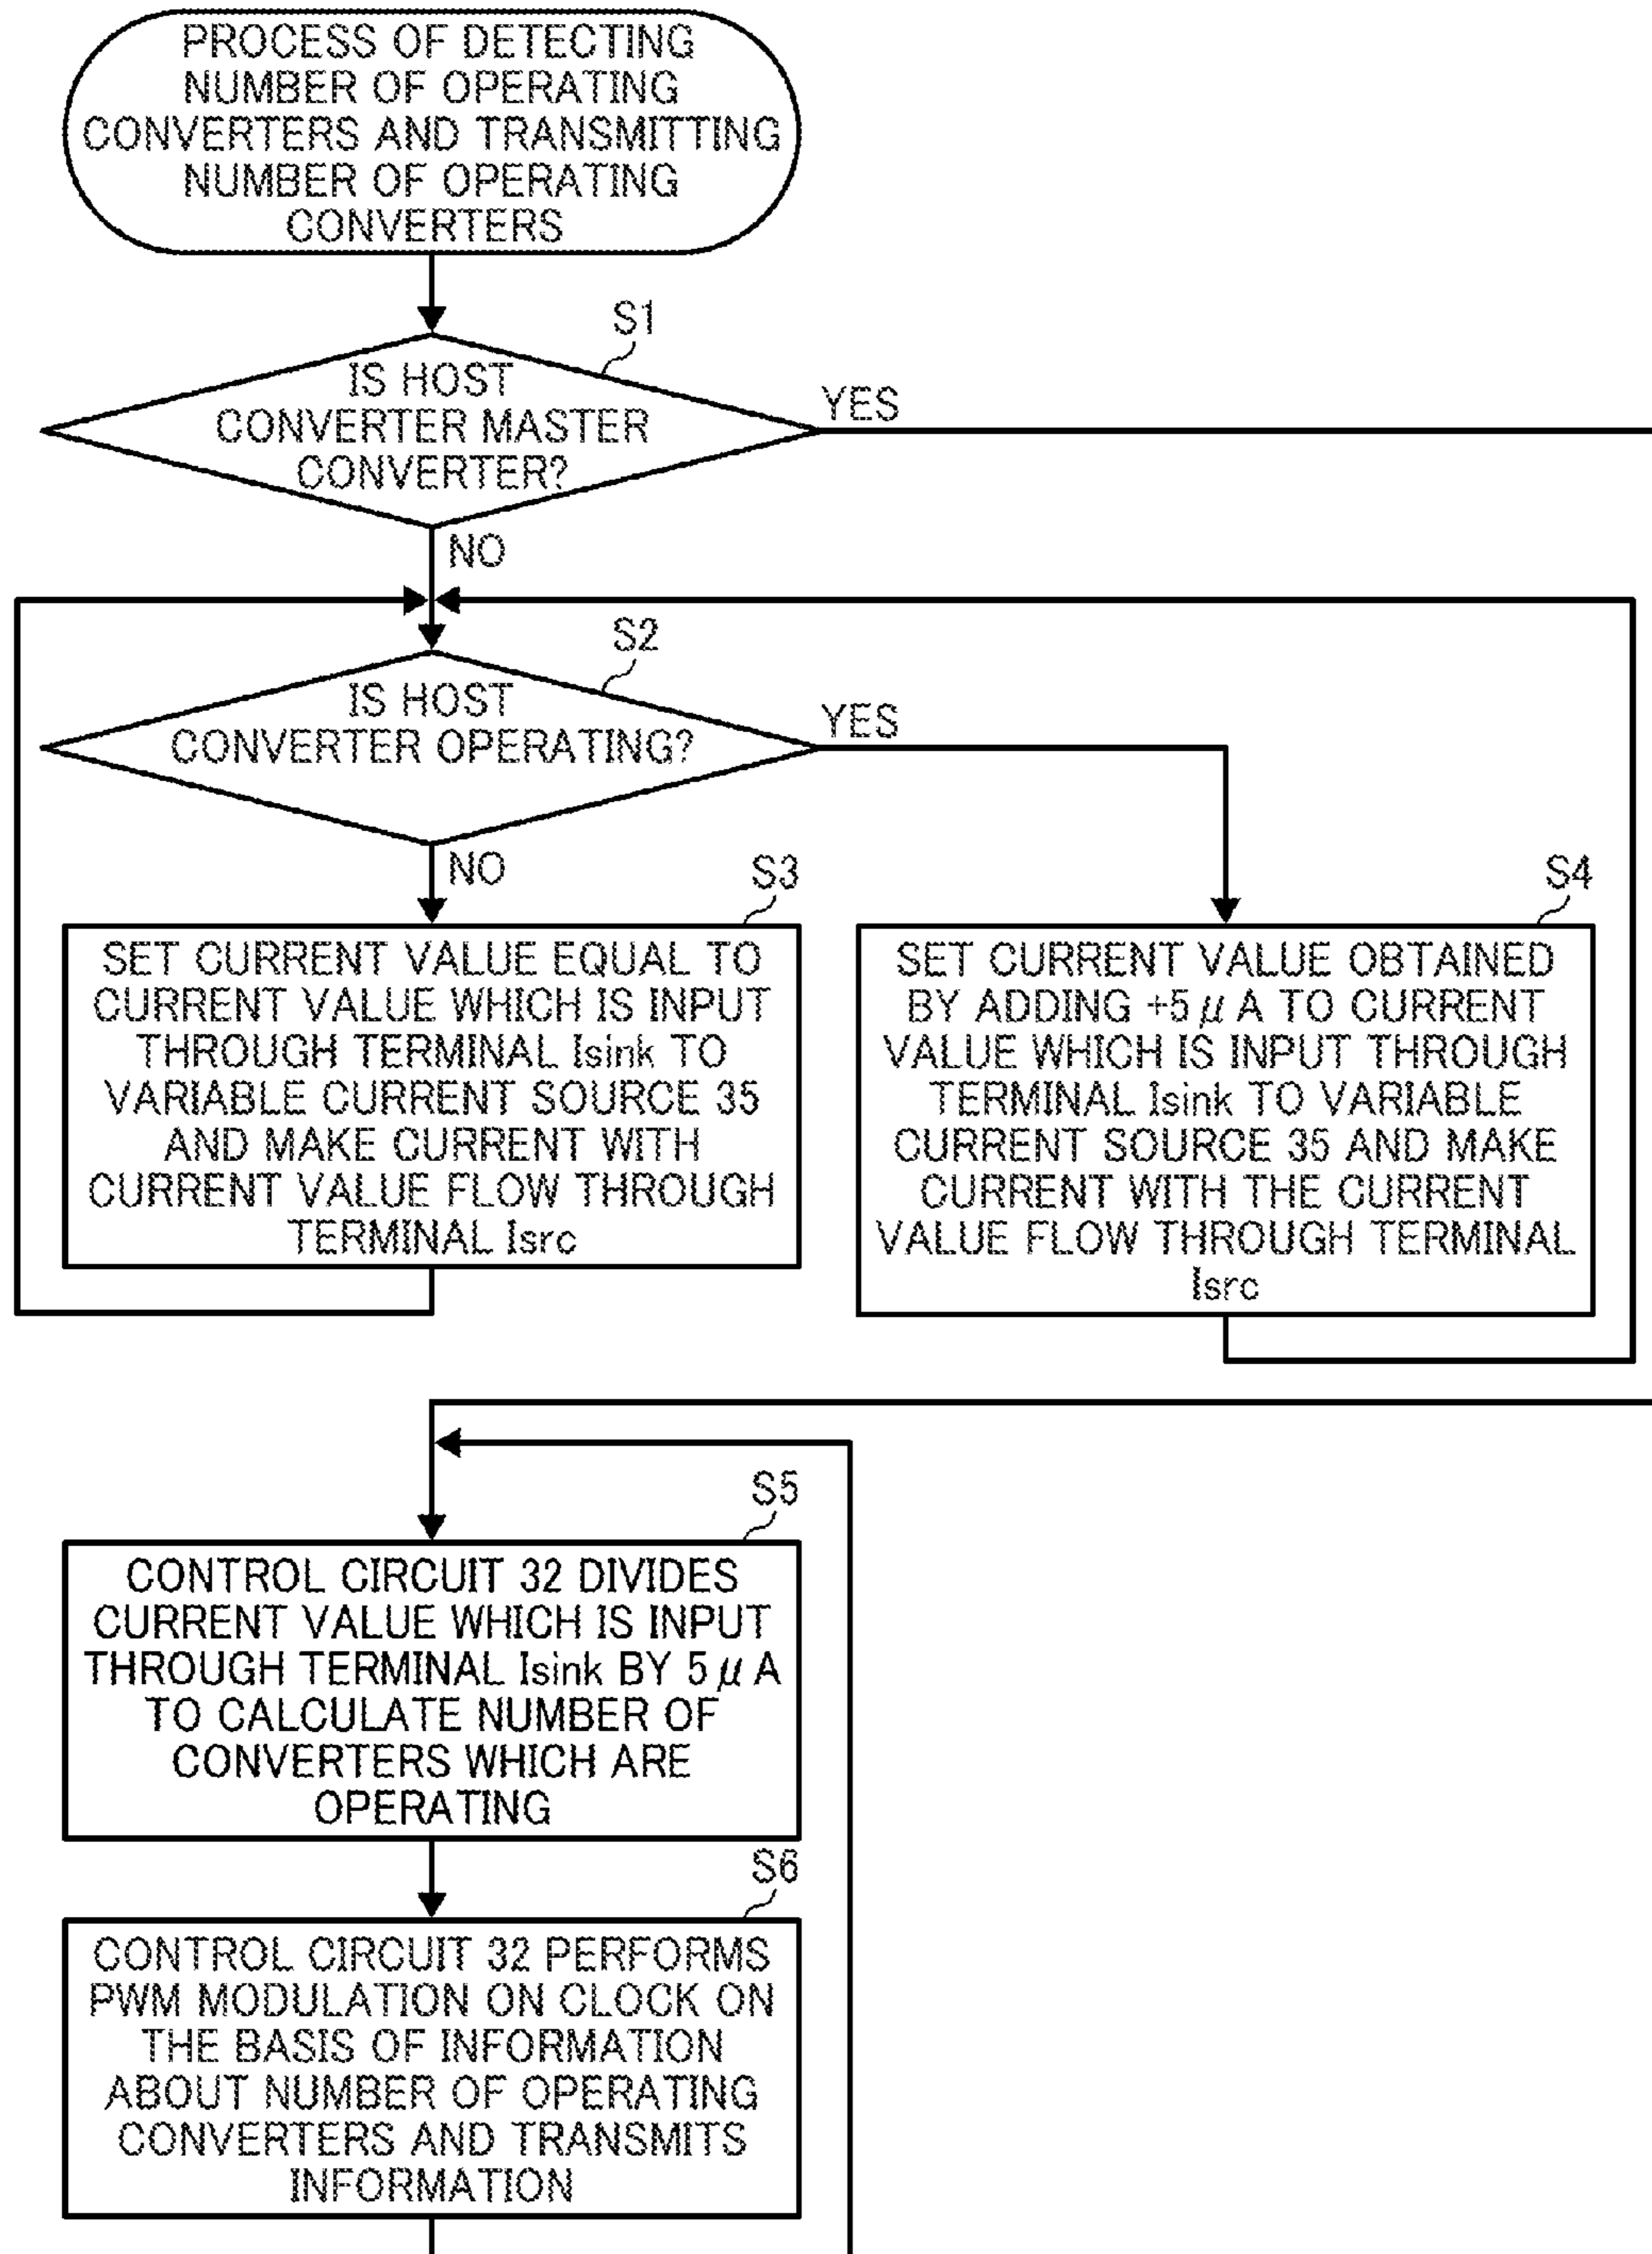 PROCESS OF DETECTING
NUMBER OF OPERATING
CONVERTERS AND TRANSMITTING
NUMBER OF OPERATING
CONVERTERS
S1
IS HOST
CONVERTER MASTER
CONVERTER?
YES
NO
S2
IS HOST
CONVERTER OPERATING?
YES
NO
S3
SET CURRENT VALUE EQUAL TO
CURRENT VALUE WHICH IS INPUT
THROUGH TERMINAL Isink TO
VARIABLE CURRENT SOURCE 35
AND MAKE CURRENT WITH
CURRENT VALUE FLOW THROUGH
TERMINAL Isrc
S4
SET CURRENT VALUE OBTAINED
BY ADDING +5μA TO CURRENT
VALUE WHICH IS INPUT THROUGH
TERMINAL Isink TO VARIABLE
CURRENT SOURCE 35 AND MAKE
CURRENT WITH THE CURRENT
VALUE FLOW THROUGH TERMINAL
Isrc
S5
CONTROL CIRCUIT 32 DIVIDES
CURRENT VALUE WHICH IS INPUT
THROUGH TERMINAL Isink BY 5μA
TO CALCULATE NUMBER OF
CONVERTERS WHICH ARE
OPERATING
S6
CONTROL CIRCUIT 32 PERFORMS
PWM MODULATION ON CLOCK ON
THE BASIS OF INFORMATION
ABOUT NUMBER OF OPERATING
CONVERTERS AND TRANSMITS
INFORMATION